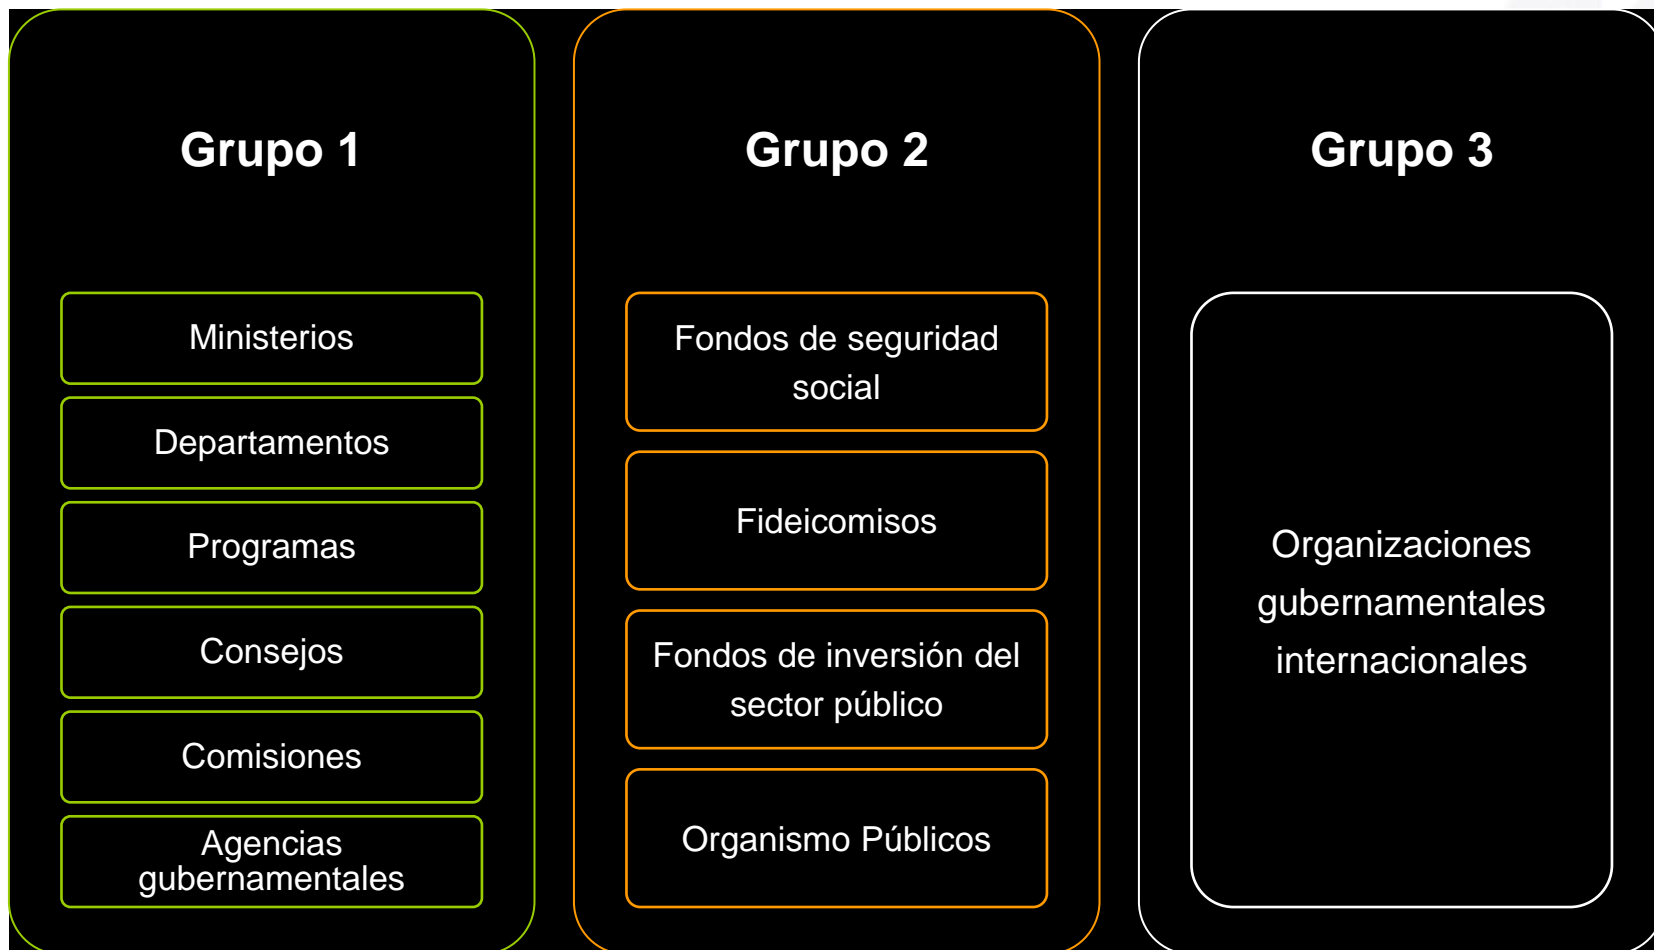 Grupo 1
Ministerios
Departamentos
Programas
Consejos
Comisiones
Agencias
gubernamentales
Grupo 2
Fondos de seguridad
social
Fideicomisos
Fondos de inversión del
sector público
Organismo Públicos
Grupo 3
Organizaciones
gubernamentales
internacionales